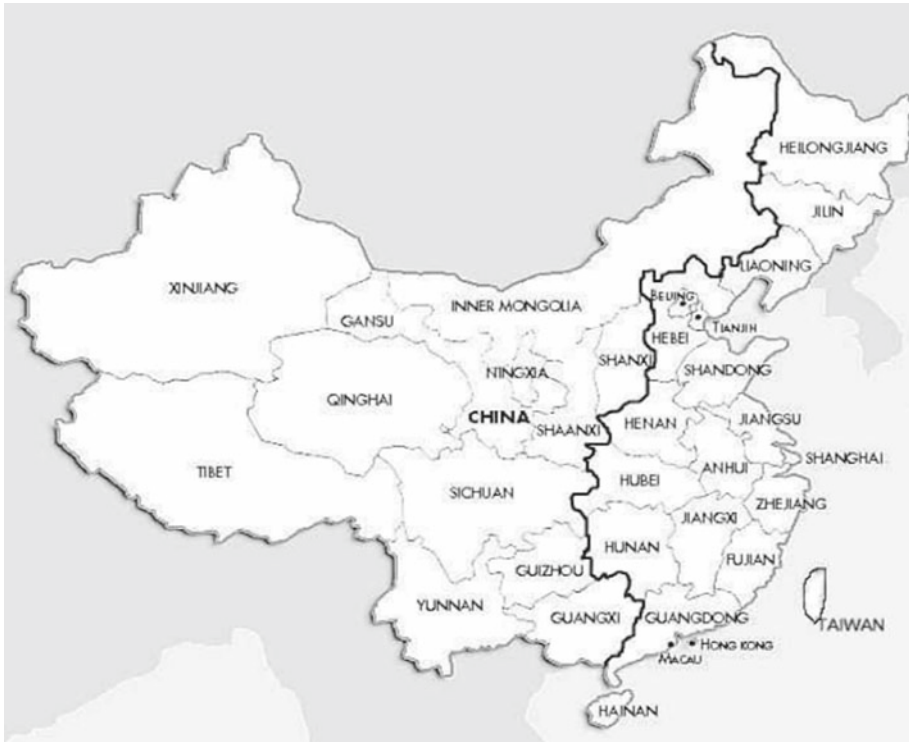 HEILONGJIANG
JILIN
LIAONING
XINJIANG
INNER MONGOLIA
BEIJING
GANSU
TIANJIN
HEBEI
SHANXI
SHANDONG
NINGXIA
QINGHAI
CHINA
JIANGSU
HENAN
SHAANXI
SHANGHAI
TIBET
ANHUI
HUBEI
SICHUAN
ZHEJIANG
JIANGXI
HUNAN
FUJIAN
GUIZHOU
YUNNAN
GUANGXI
GUANGDONG
TAIWAN
HONG KONG
MACAU
HAINAN